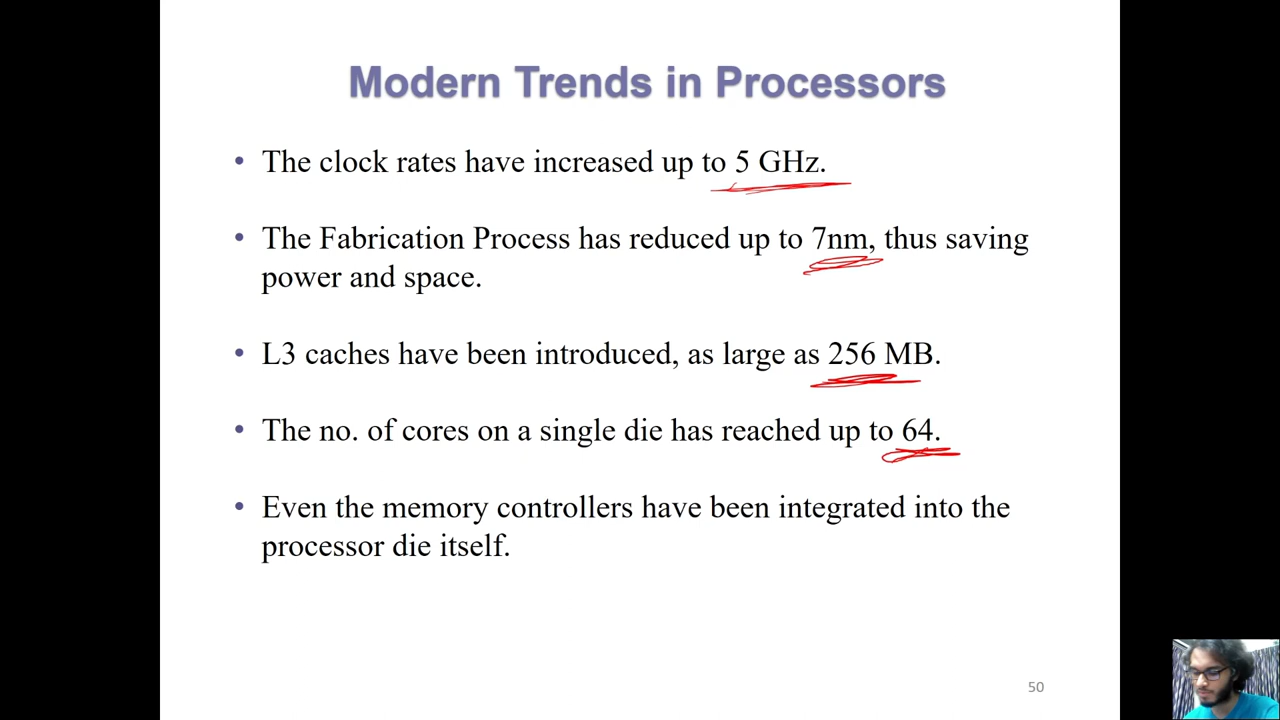 Modern Trends in Processors
• The clock rates have increased up to 5 GHz.
• The Fabrication Process has reduced up to 7nm, thus saving
power and space.
• L3 caches have been introduced, as large as 256 MB.
• The no. of cores on a single die has reached up to 64.
• Even the memory controllers have been integrated into the
processor die itself.
50